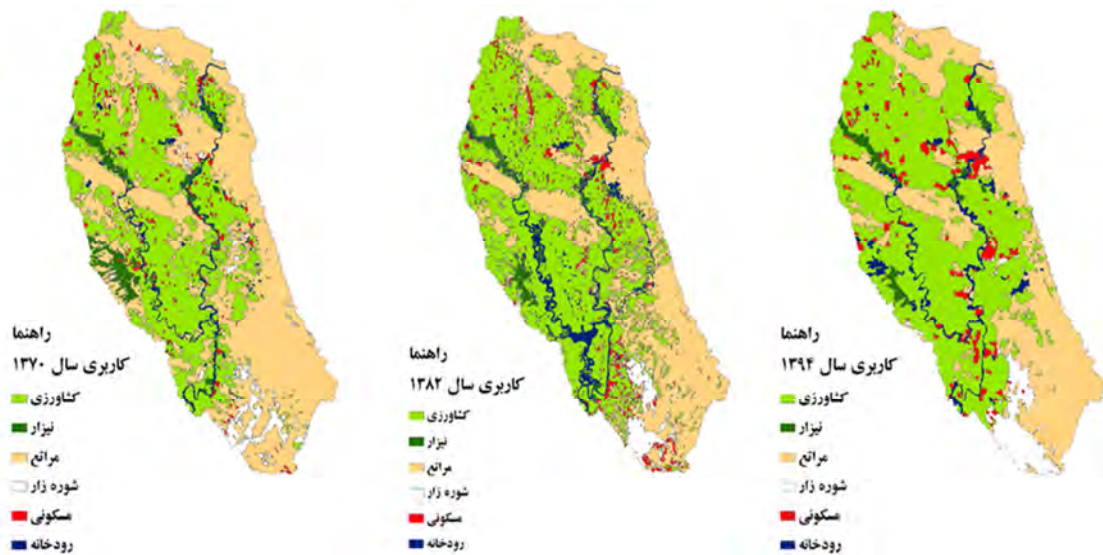 راهنما
کاربری سال ۱۳۷۰
کشاورزی
نیزار
مراتع
شوره زار
مسکونی
رودخانه
راهنما
کاربری سال ۱۳۸۲
کشاورزی
نیزار
مراتع
شوره زار
مسکونی
رودخانه
راهنما
کاربری سال ۱۳۹۴
کشاورزی
نیزار
مراتع
شوره زار
مسکونی
رودخانه